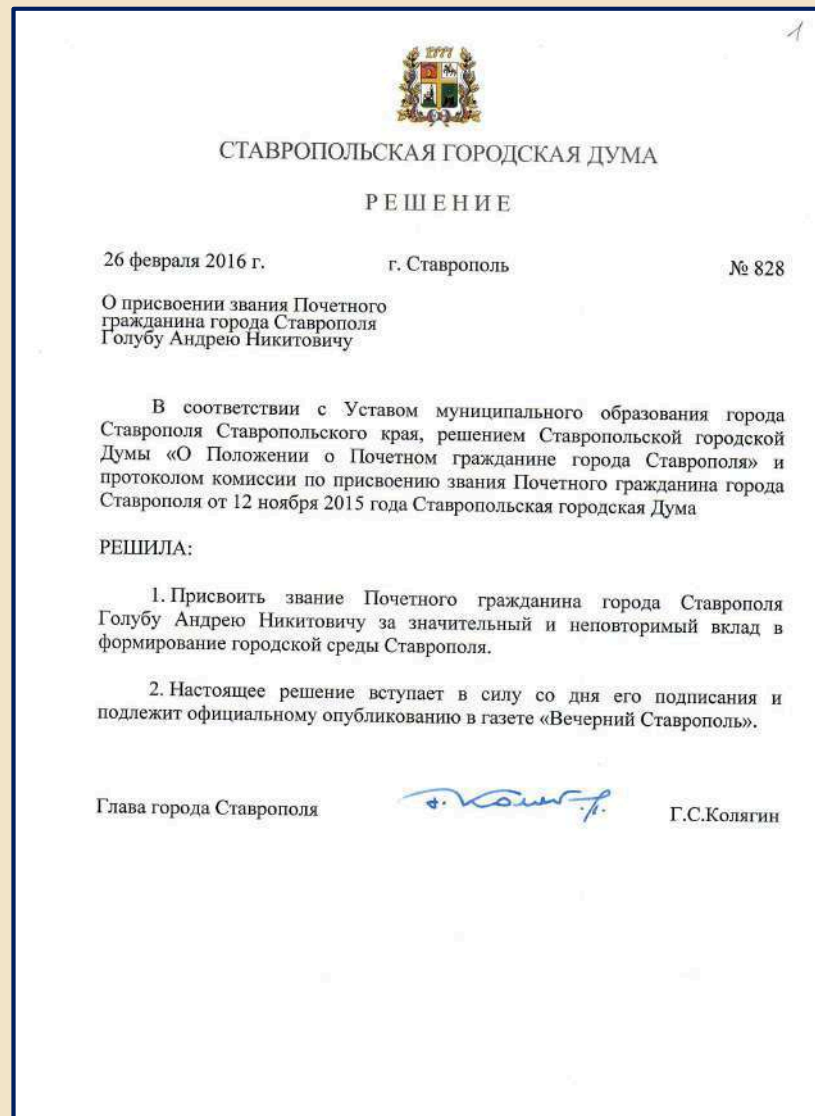 1
1777
СТАВРОПОЛЬСКАЯ ГОРОДСКАЯ ДУМА
РЕШЕНИЕ
26 февраля 2016 г. г. Ставрополь № 828
О присвоении звания Почетного
гражданина города Ставрополя
Голубу Андрею Никитовичу
В соответствии с Уставом муниципального образования города
Ставрополя Ставропольского края, решением Ставропольской городской
Думы «О Положении о Почетном гражданине города Ставрополя» и
протоколом комиссии по присвоению звания Почетного гражданина города
Ставрополя от 12 ноября 2015 года Ставропольская городская Дума
РЕШИЛА:
1. Присвоить звание Почетного гражданина города Ставрополя
Голубу Андрею Никитовичу за значительный и неповторимый вклад в
формирование городской среды Ставрополя.
2. Настоящее решение вступает в силу со дня его подписания и
подлежит официальному опубликованию в газете «Вечерний Ставрополь».
Глава города Ставрополя Г.С.Колягин